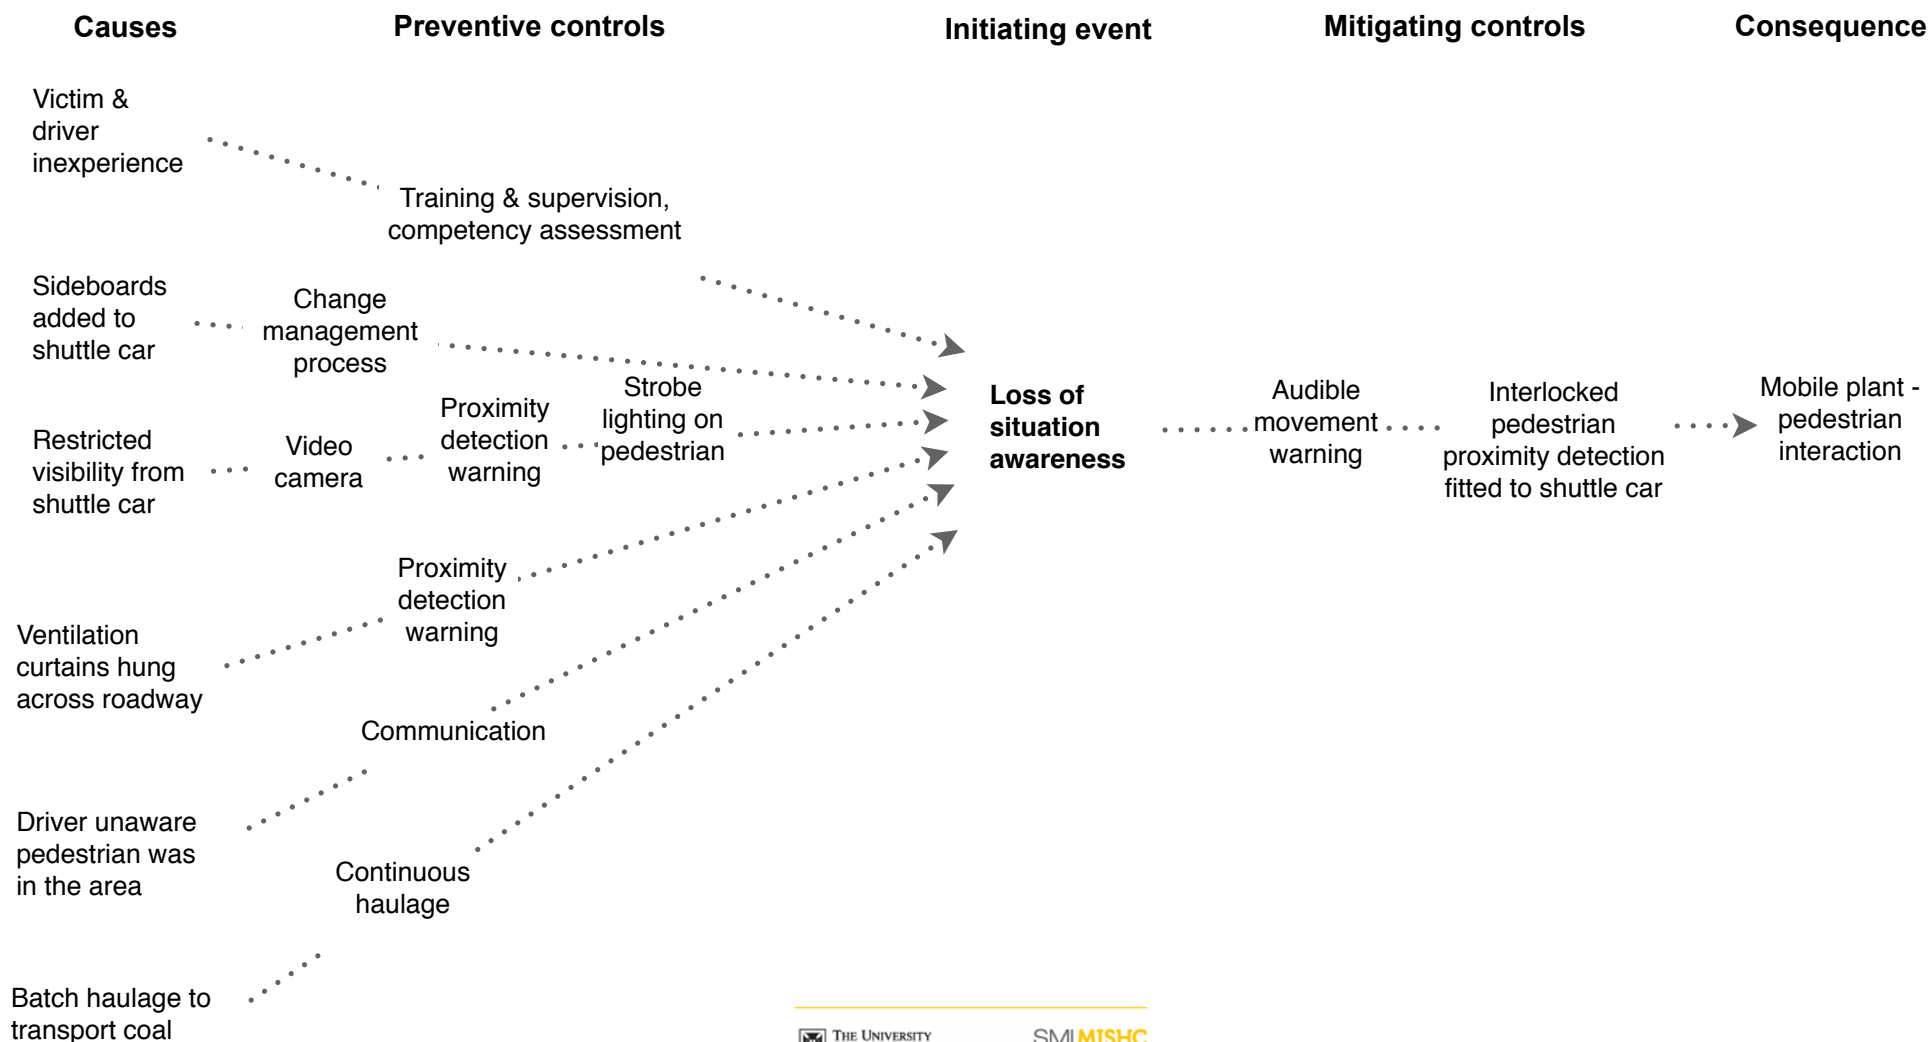 Causes
Preventive controls
Initiating event
Mitigating controls
Consequence
Victim &
driver
inexperience
Training & supervision,
competency assessment
Sideboards
added to
shuttle car
Change
management
process
Restricted
visibility from
shuttle car
Video
camera
Proximity
detection
warning
Strobe
lighting on
pedestrian
Loss of
situation
awareness
Audible
movement
warning
Interlocked
pedestrian
proximity detection
fitted to shuttle car
Mobile plant -
pedestrian
interaction
Ventilation
curtains hung
across roadway
Proximity
detection
warning
Driver unaware
pedestrian was
in the area
Communication
Batch haulage to
transport coal
Continuous
haulage
THE UNIVERSITY
SMI MISHC